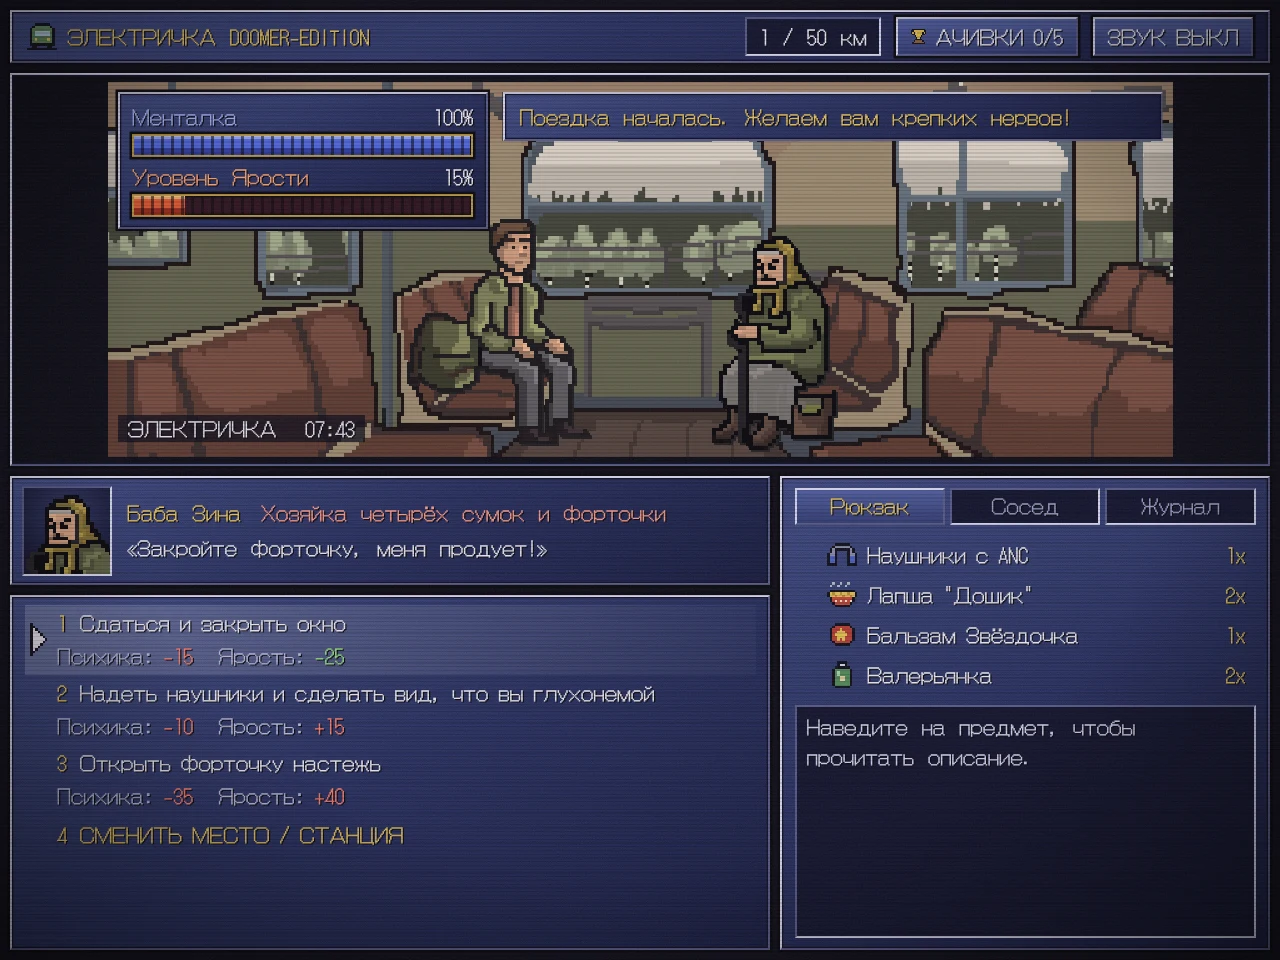 ЭЛЕКТРИЧКА DOOMER-EDITION
1 / 50 км
АЧИВКИ 0/5
ЗВУК ВЫКЛ
Менталка 100%
Уровень Ярости 15%
Поездка началась. Желаем вам крепких нервов!
ЭЛЕКТРИЧКА 07:43
Баба Зина Хозяйка четырёх сумок и форточки
«Закройте форточку, меня продует!»
1 Сдаться и закрыть окно
Психика: -15 Ярость: -25
2 Надеть наушники и сделать вид, что вы глухонемой
Психика: -10 Ярость: +15
3 Открыть форточку настежь
Психика: -35 Ярость: +40
4 СМЕНИТЬ МЕСТО / СТАНЦИЯ
Рюкзак Сосед Журнал
Наушники с ANC 1x
Лапша "Дошик" 2x
Бальзам Звёздочка 1x
Валерьянка 2x
Наведите на предмет, чтобы
прочитать описание.